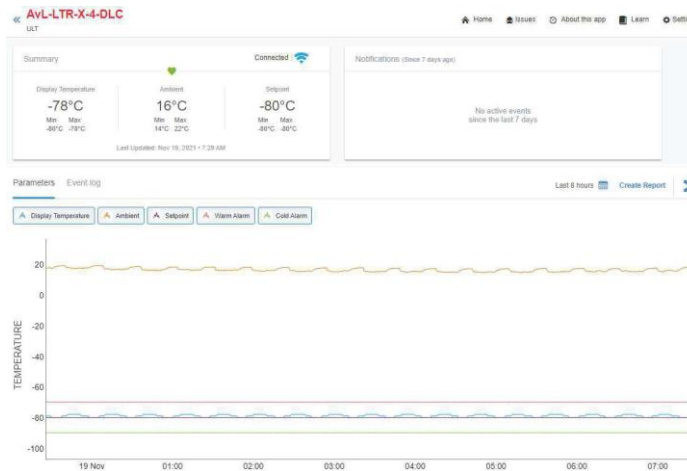 « AvL-LTR-X-4-DLC
ULT
Home Issues About this app Learn Setti
Summary Connected
Notifications (Since 7 days ago)
Display Temperature Ambient Setpoint
-78°C 16°C -80°C
Min Max Min Max Min Max
-80°C -78°C 14°C 22°C -80°C -80°C
Last Updated: Nov 19, 2021 • 7:29 AM
No active events
since the last 7 days
Parameters Event log
Last 8 hours Create Report
Display Temperature Ambient Setpoint Warm Alarm Cold Alarm
TEMPERATURE
20
0
-20
-40
-60
-80
-100
19 Nov 01:00 02:00 03:00 04:00 05:00 06:00 07:00